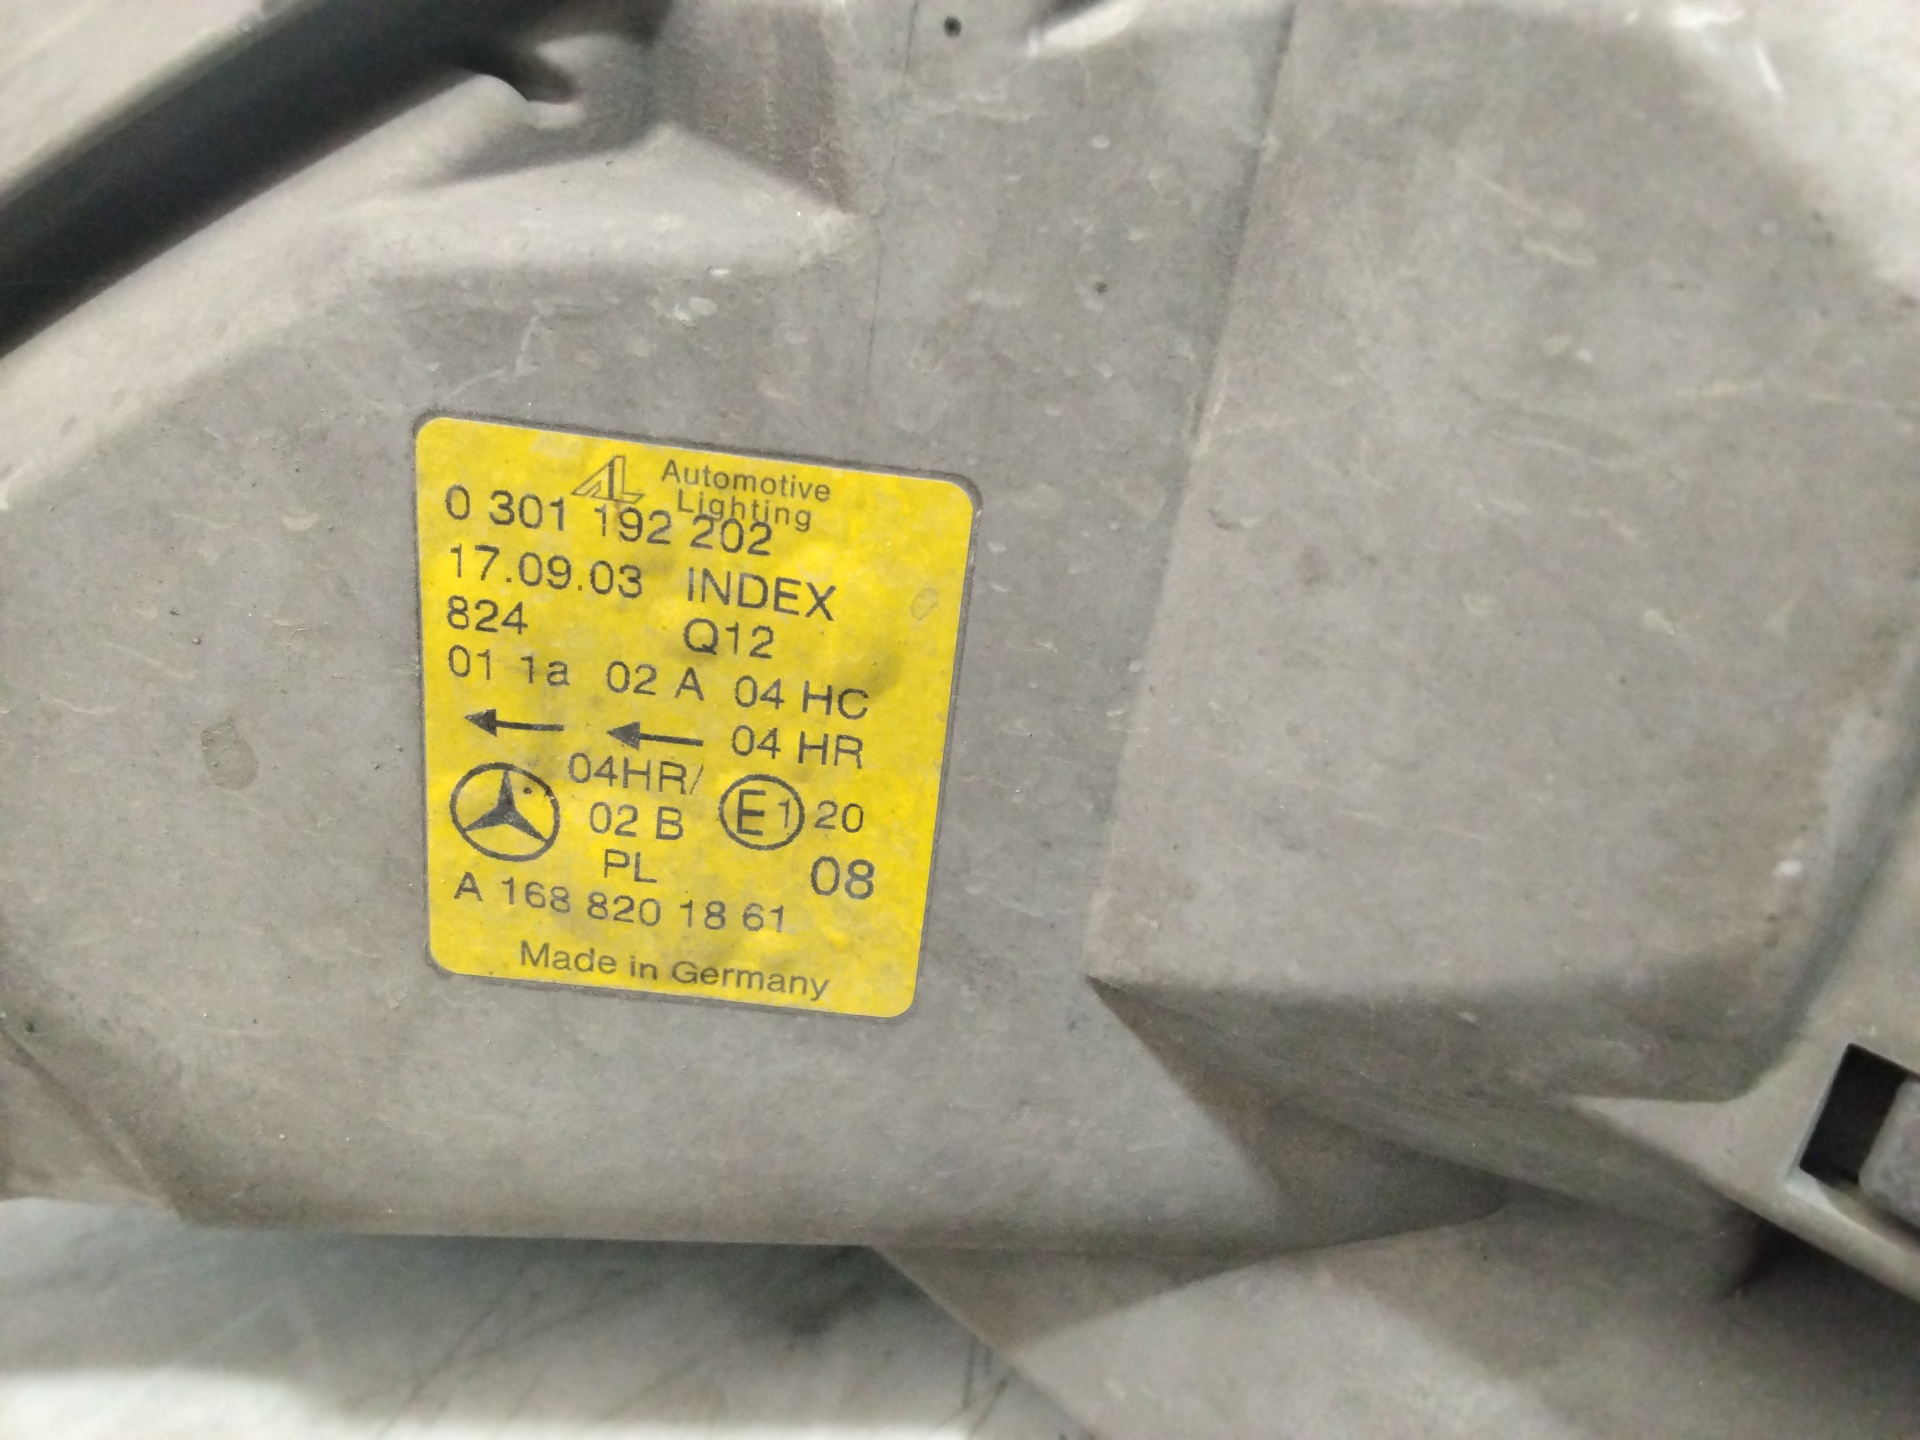 AL Automotive
Lighting
0 301 192 202
17.09.03 INDEX
824 Q12
01 1a 02 A 04 HC
04 HR
04HR/
02 B E1 20
PL 08
A 168 820 18 61
Made in Germany